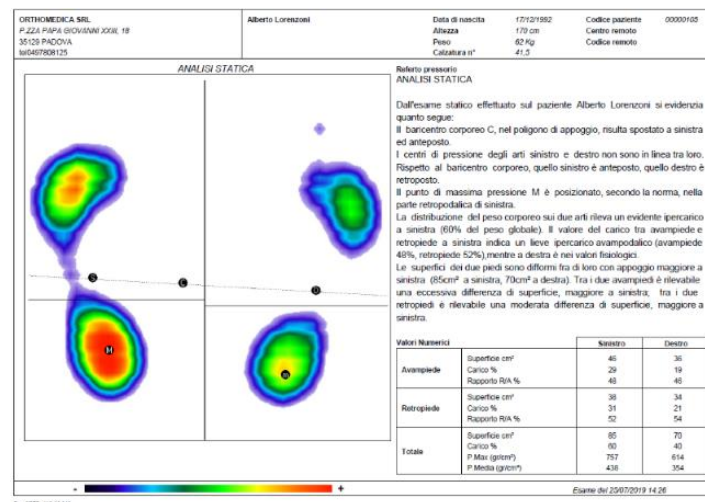 ORTHOMEDICA SRL
P.ZZA PAPA GIOVANNI XXIII, 18
35129 PADOVA
tel0497808125
Alberto Lorenzoni
Data di nascita 17/12/1992
Altezza 170 cm
Peso 62 Kg
Calzatura n° 41,5
Codice paziente 00000105
Centro remoto
Codice remoto
ANALISI STATICA
S
C
D
M
m
- +
Referto pressorio
ANALISI STATICA
Dall'esame statico effettuato sul paziente Alberto Lorenzoni si evidenzia
quanto segue:
Il baricentro corporeo C, nel poligono di appoggio, risulta spostato a sinistra
ed anteposto.
I centri di pressione degli arti sinistro e destro non sono in linea tra loro.
Rispetto al baricentro corporeo, quello sinistro è anteposto, quello destro è
retroposto.
Il punto di massima pressione M è posizionato, secondo la norma, nella
parte retropodalica di sinistra.
La distribuzione del peso corporeo sui due arti rileva un evidente ipercarico
a sinistra (60% del peso globale). Il valore del carico tra avampiede e
retropiede a sinistra indica un lieve ipercarico avampodalico (avampiede
48%, retropiede 52%),mentre a destra è nei valori fisiologici.
Le superfici dei due piedi sono difformi fra di loro con appoggio maggiore a
sinistra (85cm² a sinistra, 70cm² a destra). Tra i due avampiedi è rilevabile
una eccessiva differenza di superficie, maggiore a sinistra; fra i due
retropiedi è rilevabile una moderata differenza di superficie, maggiore a
sinistra.
Valori Numerici Sinistro Destro
Avampiede
Superficie cm² 46 36
Carico % 29 19
Rapporto R/A % 48 46
Retropiede
Superficie cm² 38 34
Carico % 31 21
Rapporto R/A % 52 54
Totale
Superficie cm² 85 70
Carico % 60 40
P.Max (gr/cm²) 757 614
P.Media (gr/cm²) 438 354
Esame del 25/07/2019 14.26